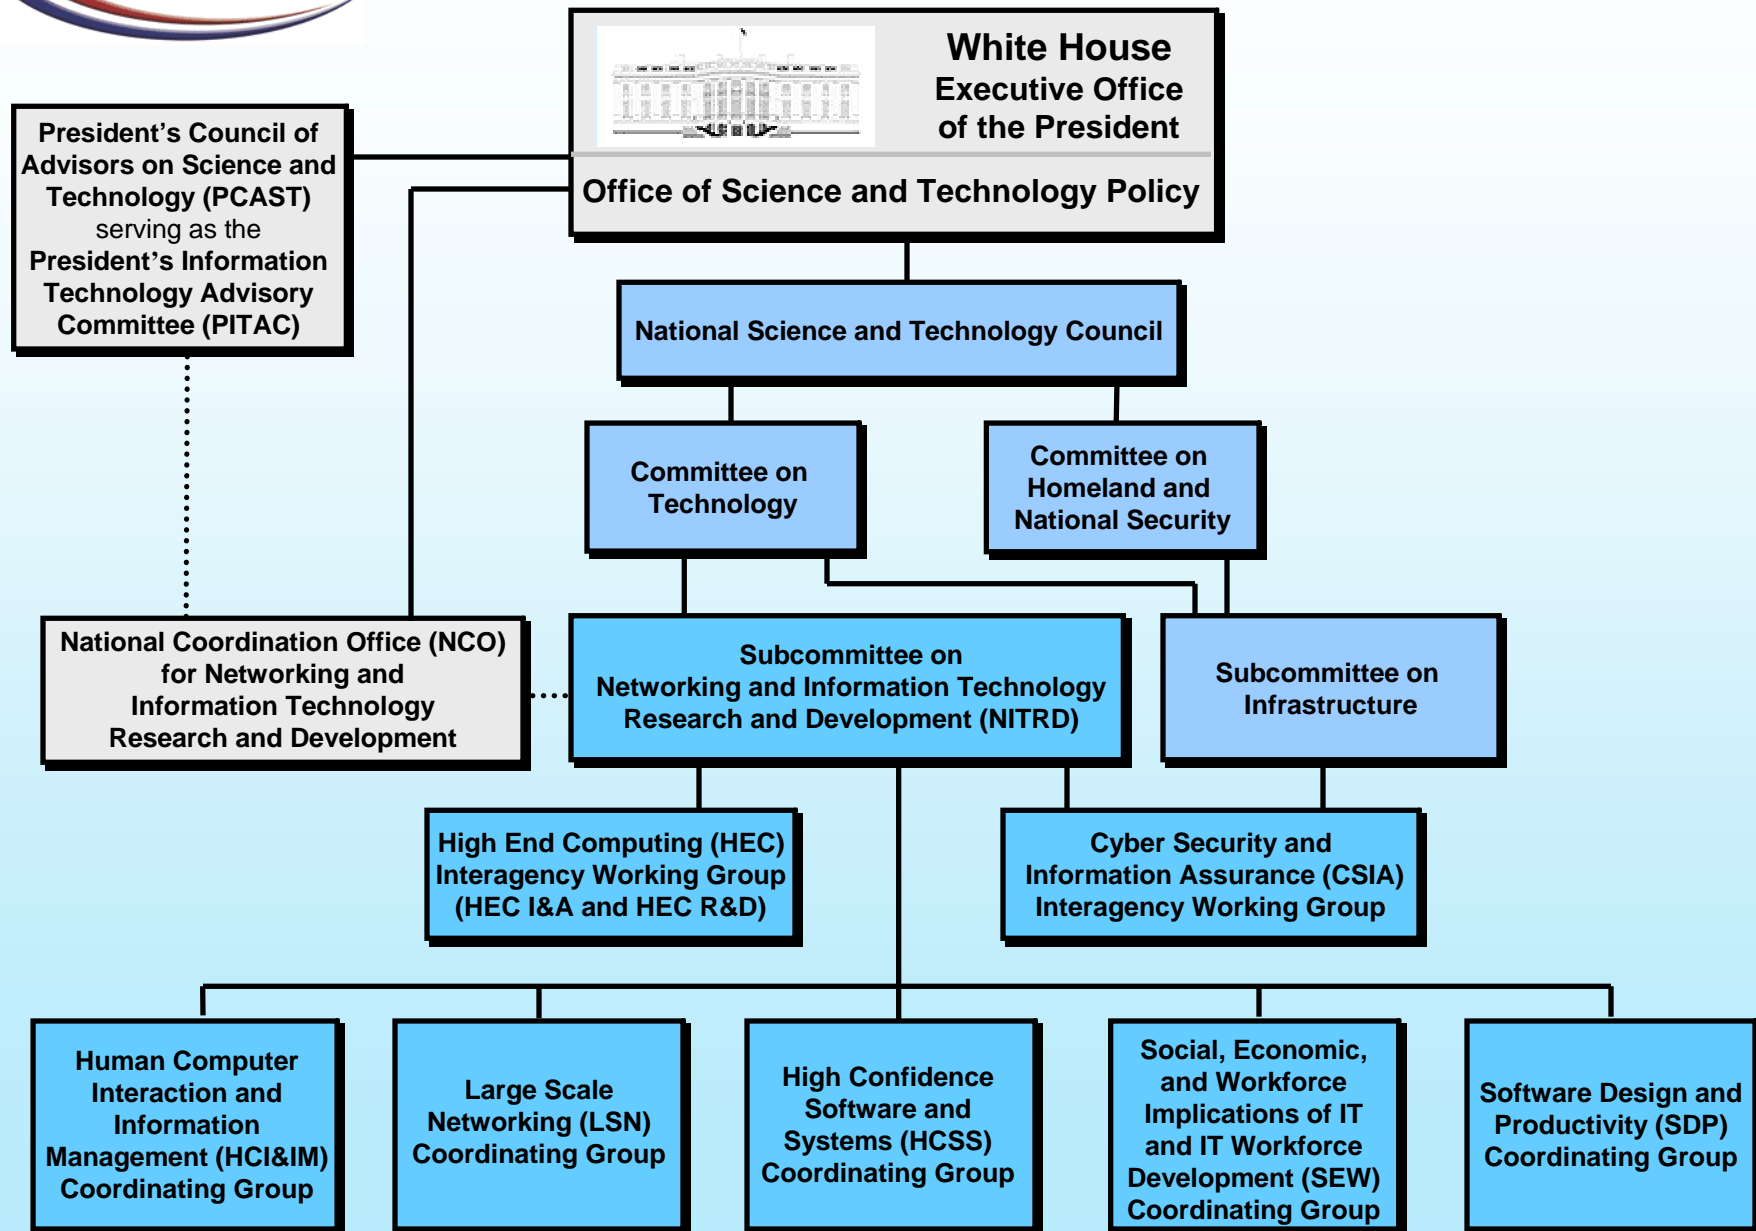 White House
Executive Office
of the President
Office of Science and Technology Policy
President’s Council of
Advisors on Science and
Technology (PCAST)
serving as the
President’s Information
Technology Advisory
Committee (PITAC)
National Science and Technology Council
Committee on
Technology
Committee on
Homeland and
National Security
National Coordination Office (NCO)
for Networking and
Information Technology
Research and Development
Subcommittee on
Networking and Information Technology
Research and Development (NITRD)
Subcommittee on
Infrastructure
High End Computing (HEC)
Interagency Working Group
(HEC I&A and HEC R&D)
Cyber Security and
Information Assurance (CSIA)
Interagency Working Group
Human Computer
Interaction and
Information
Management (HCI&IM)
Coordinating Group
Large Scale
Networking (LSN)
Coordinating Group
High Confidence
Software and
Systems (HCSS)
Coordinating Group
Social, Economic,
and Workforce
Implications of IT
and IT Workforce
Development (SEW)
Coordinating Group
Software Design and
Productivity (SDP)
Coordinating Group